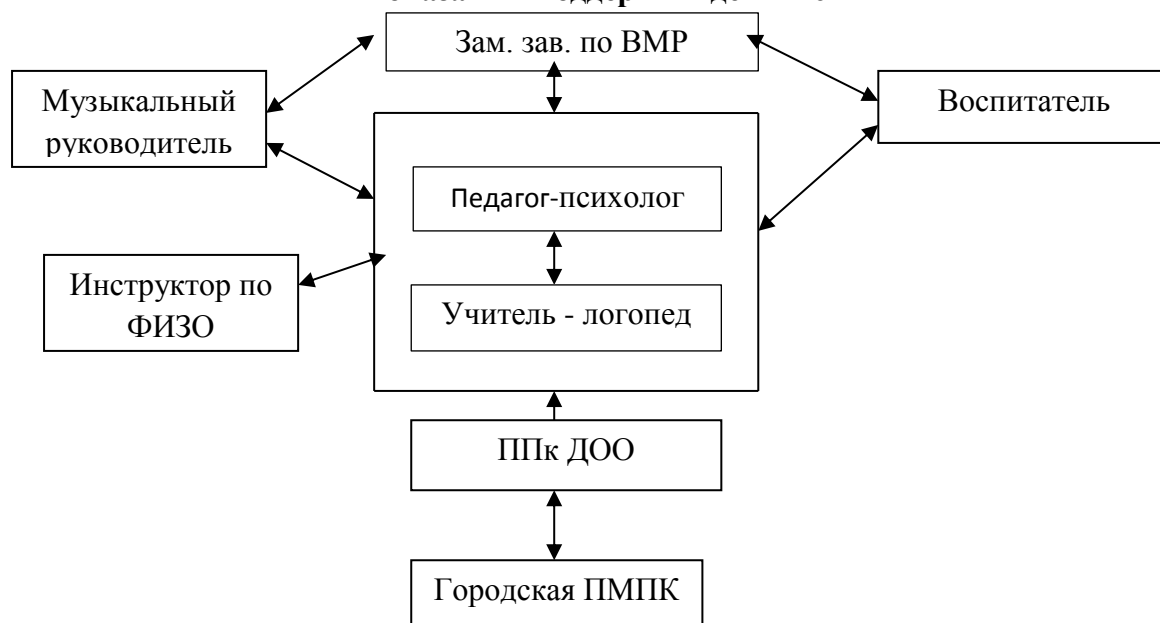 Зам. зав. по ВМР
Музыкальный
руководитель
Воспитатель
Педагог-психолог
Инструктор по
ФИЗО
Учитель - логопед
ППк ДОО
Городская ПМПК